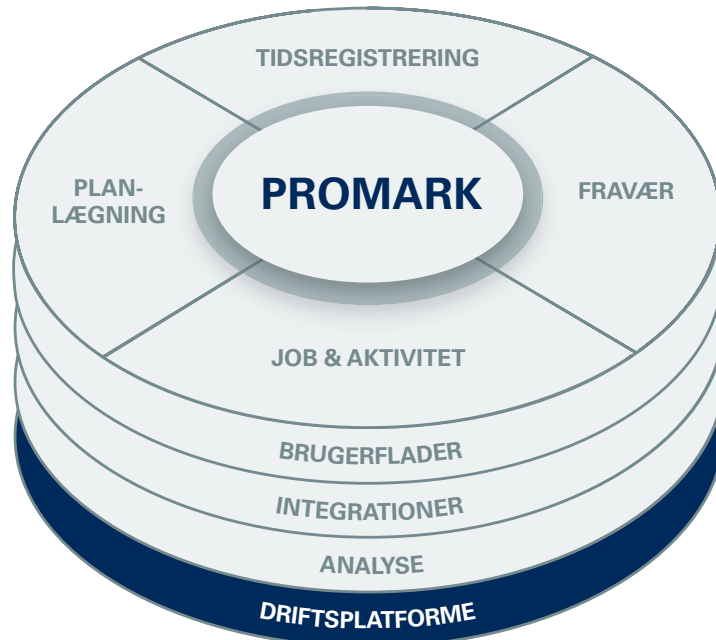 TIDSREGISTRERING
PLAN-
LÆGNING
PROMARK
FRAVÆR
JOB & AKTIVITET
BRUGERFLADER
INTEGRATIONER
ANALYSE
DRIFTSPLATFORME